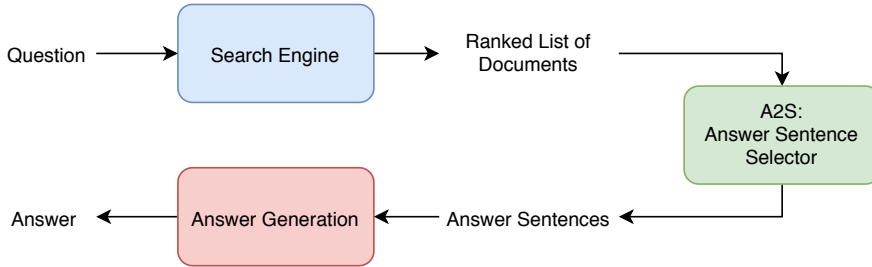 Question
Search Engine
Ranked List of
Documents
A2S:
Answer Sentence
Selector
Answer Sentences
Answer Generation
Answer